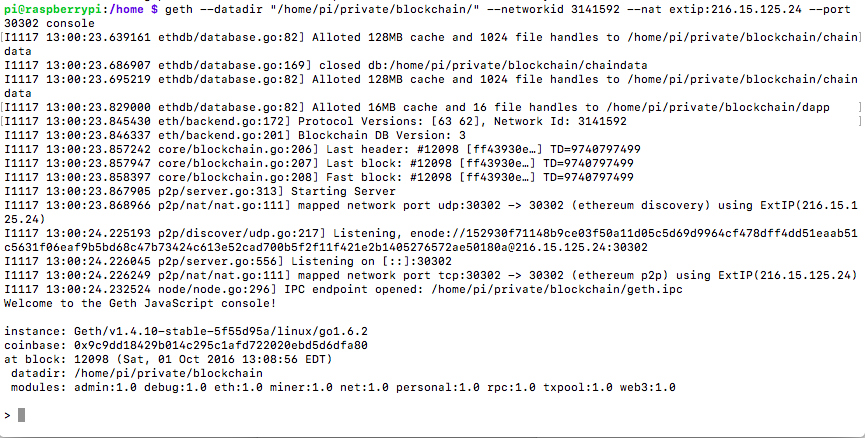 pi@raspberrypi:/home $ geth --datadir "/home/pi/private/blockchain/" --networkid 3141592 --nat extip:216.15.125.24 --port
30302 console
I1117 13:00:23.639161 ethdb/database.go:82] Alloted 128MB cache and 1024 file handles to /home/pi/private/blockchain/chain
data
I1117 13:00:23.686907 ethdb/database.go:169] closed db:/home/pi/private/blockchain/chaindata
I1117 13:00:23.695219 ethdb/database.go:82] Alloted 128MB cache and 1024 file handles to /home/pi/private/blockchain/chain
data
I1117 13:00:23.829000 ethdb/database.go:82] Alloted 16MB cache and 16 file handles to /home/pi/private/blockchain/dapp
I1117 13:00:23.845430 eth/backend.go:172] Protocol Versions: [63 62], Network Id: 3141592
I1117 13:00:23.846337 eth/backend.go:201] Blockchain DB Version: 3
I1117 13:00:23.857242 core/blockchain.go:206] Last header: #12098 [ff43930e…] TD=9740797499
I1117 13:00:23.857947 core/blockchain.go:207] Last block: #12098 [ff43930e…] TD=9740797499
I1117 13:00:23.858397 core/blockchain.go:208] Fast block: #12098 [ff43930e…] TD=9740797499
I1117 13:00:23.867905 p2p/server.go:313] Starting Server
I1117 13:00:23.868966 p2p/nat/nat.go:111] mapped network port udp:30302 -> 30302 (ethereum discovery) using ExtIP(216.15.1
25.24)
I1117 13:00:24.225193 p2p/discover/udp.go:217] Listening, enode://152930f71148b9ce03f50a11d05c5d69d9964cf478dff4dd51eaab51
c5631f06eaf9b5bd68c47b73424c613e52cad700b5f2f11f421e2b1405276572ae50180a@216.15.125.24:30302
I1117 13:00:24.226045 p2p/server.go:556] Listening on [::]:30302
I1117 13:00:24.226249 p2p/nat/nat.go:111] mapped network port tcp:30302 -> 30302 (ethereum p2p) using ExtIP(216.15.125.24)
I1117 13:00:24.232524 node/node.go:296] IPC endpoint opened: /home/pi/private/blockchain/geth.ipc
Welcome to the Geth JavaScript console!
instance: Geth/v1.4.10-stable-5f55d95a/linux/go1.6.2
coinbase: 0x9c9dd18429b014c295c1afd722020ebd5d6dfa80
at block: 12098 (Sat, 01 Oct 2016 13:08:56 EDT)
datadir: /home/pi/private/blockchain
modules: admin:1.0 debug:1.0 eth:1.0 miner:1.0 net:1.0 personal:1.0 rpc:1.0 txpool:1.0 web3:1.0
>